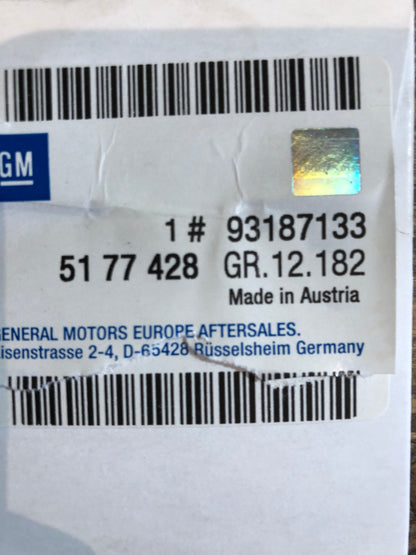 GM
1 # 93187133
51 77 428 GR.12.182
Made in Austria
GENERAL MOTORS EUROPE AFTERSALES.
isenstrasse 2-4, D-65428 Rüsselsheim Germany